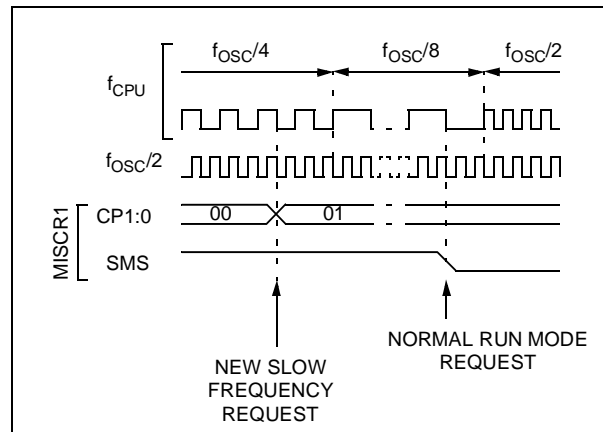 fOSC/4 fOSC/8 fOSC/2
fCPU
fOSC/2
MISCR1
CP1:0 00 01
SMS
NEW SLOW
FREQUENCY
REQUEST
NORMAL RUN MODE
REQUEST